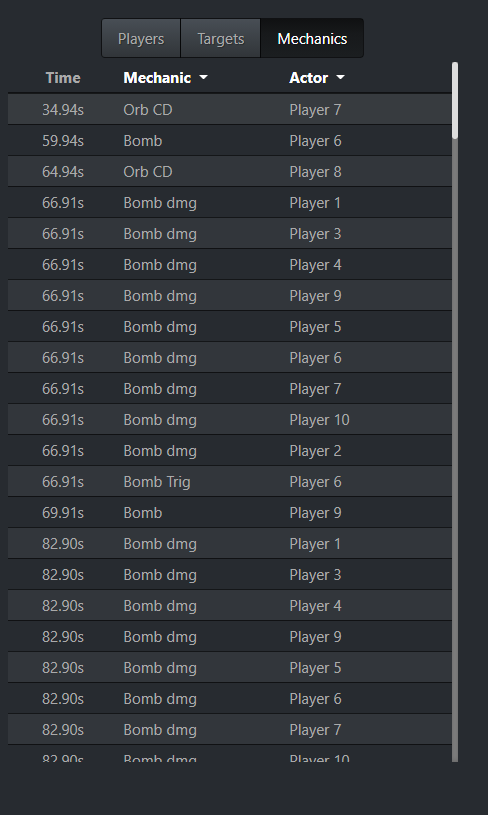 Players Targets Mechanics
Time Mechanic Actor
34.94s Orb CD Player 7
59.94s Bomb Player 6
64.94s Orb CD Player 8
66.91s Bomb dmg Player 1
66.91s Bomb dmg Player 3
66.91s Bomb dmg Player 4
66.91s Bomb dmg Player 9
66.91s Bomb dmg Player 5
66.91s Bomb dmg Player 6
66.91s Bomb dmg Player 7
66.91s Bomb dmg Player 10
66.91s Bomb dmg Player 2
66.91s Bomb Trig Player 6
69.91s Bomb Player 9
82.90s Bomb dmg Player 1
82.90s Bomb dmg Player 3
82.90s Bomb dmg Player 4
82.90s Bomb dmg Player 9
82.90s Bomb dmg Player 5
82.90s Bomb dmg Player 6
82.90s Bomb dmg Player 7
82.90s Bomb dmg Player 10